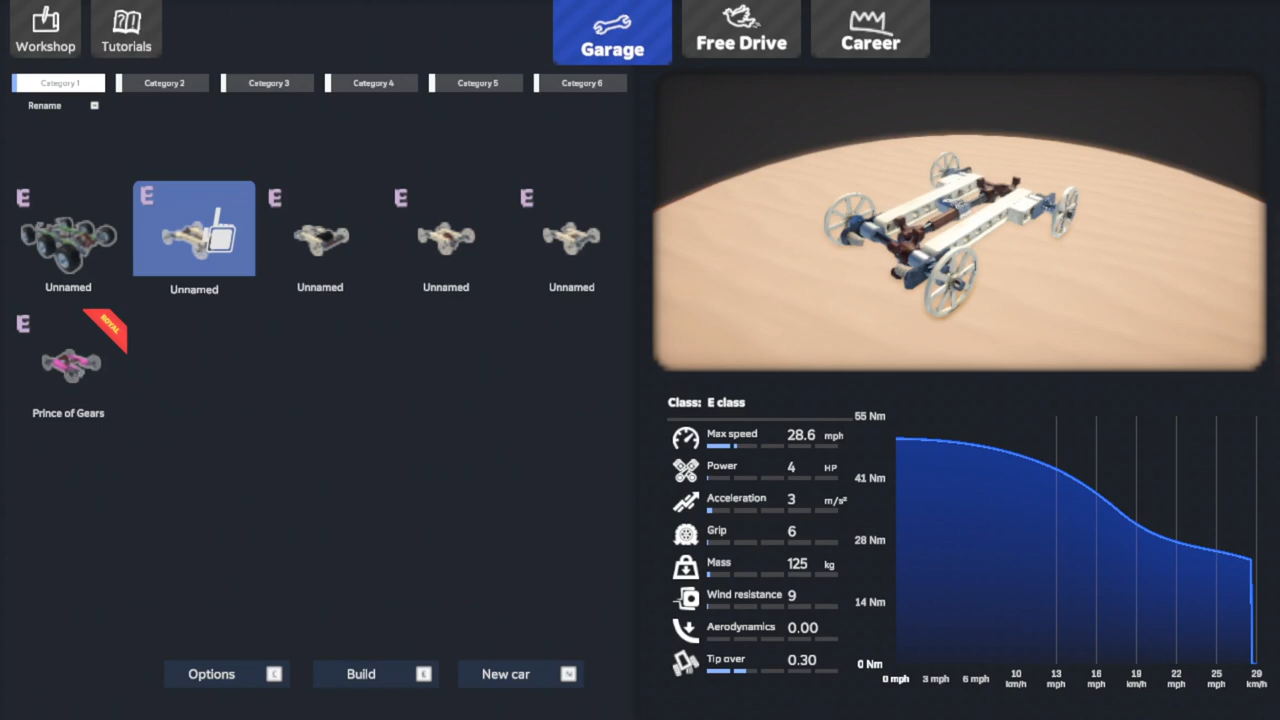 Workshop
Tutorials
Garage
Free Drive
Career
Category 1
Category 2
Category 3
Category 4
Category 5
Category 6
Rename
E
E
E
E
E
Unnamed
Unnamed
Unnamed
Unnamed
Unnamed
E
ROYAL
Prince of Gears
Class: E class
Max speed 28.6 mph
Power 4 HP
Acceleration 3 m/s²
Grip 6
Mass 125 kg
Wind resistance 9
Aerodynamics 0.00
Tip over 0.30
55 Nm
41 Nm
28 Nm
14 Nm
0 Nm
0 mph
3 mph
6 mph
10 km/h
13 mph
16 mph
19 km/h
22 mph
25 mph
29 km/h
Options
Build
New car